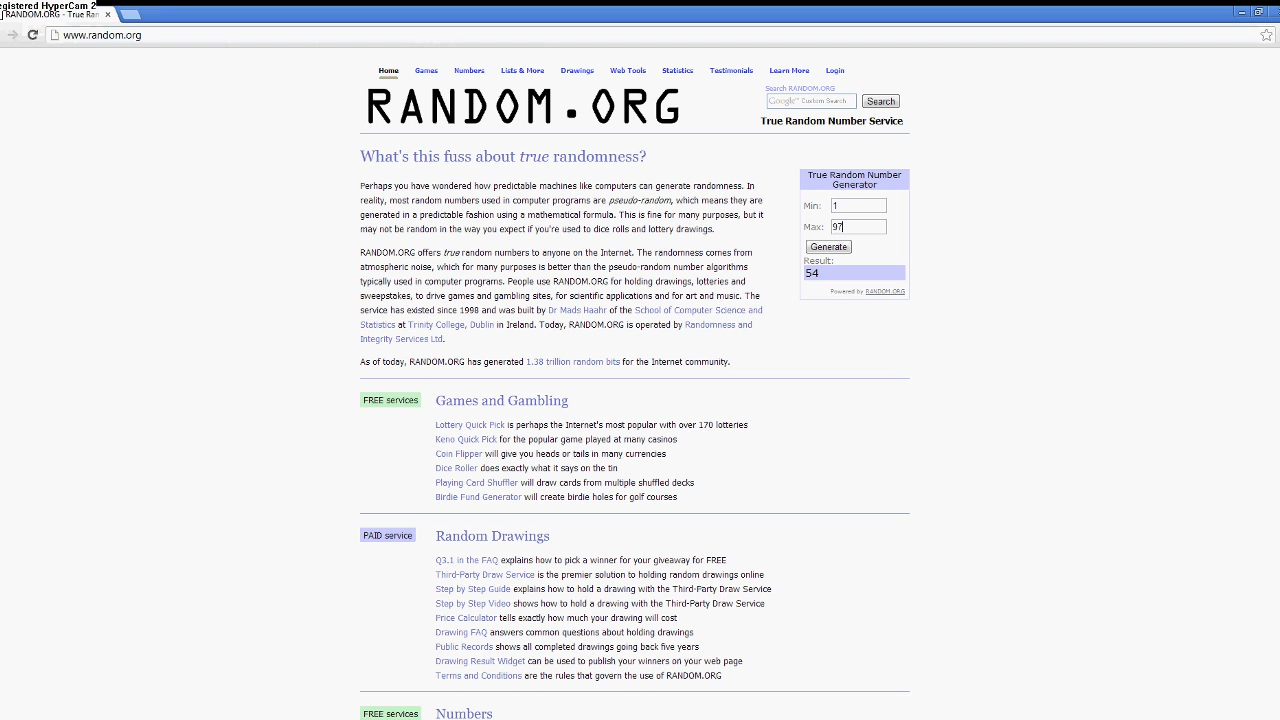 egistered HyperCam 2
RANDOM.ORG - True Ran
www.random.org
Home Games Numbers Lists & More Drawings Web Tools Statistics Testimonials Learn More Login
Search RANDOM.ORG
RANDOM.ORG
Google™ Custom Search Search
True Random Number Service
What's this fuss about true randomness?
Perhaps you have wondered how predictable machines like computers can generate randomness. In
reality, most random numbers used in computer programs are pseudo-random, which means they are
generated in a predictable fashion using a mathematical formula. This is fine for many purposes, but it
may not be random in the way you expect if you're used to dice rolls and lottery drawings.
RANDOM.ORG offers true random numbers to anyone on the Internet. The randomness comes from
atmospheric noise, which for many purposes is better than the pseudo-random number algorithms
typically used in computer programs. People use RANDOM.ORG for holding drawings, lotteries and
sweepstakes, to drive games and gambling sites, for scientific applications and for art and music. The
service has existed since 1998 and was built by Dr Mads Haahr of the School of Computer Science and
Statistics at Trinity College, Dublin in Ireland. Today, RANDOM.ORG is operated by Randomness and
Integrity Services Ltd.
As of today, RANDOM.ORG has generated 1.38 trillion random bits for the Internet community.
True Random Number
Generator
Min: 1
Max: 97
Generate
Result:
54
Powered by RANDOM.ORG
FREE services
Games and Gambling
Lottery Quick Pick is perhaps the Internet's most popular with over 170 lotteries
Keno Quick Pick for the popular game played at many casinos
Coin Flipper will give you heads or tails in many currencies
Dice Roller does exactly what it says on the tin
Playing Card Shuffler will draw cards from multiple shuffled decks
Birdie Fund Generator will create birdie holes for golf courses
PAID service
Random Drawings
Q3.1 in the FAQ explains how to pick a winner for your giveaway for FREE
Third-Party Draw Service is the premier solution to holding random drawings online
Step by Step Guide explains how to hold a drawing with the Third-Party Draw Service
Step by Step Video shows how to hold a drawing with the Third-Party Draw Service
Price Calculator tells exactly how much your drawing will cost
Drawing FAQ answers common questions about holding drawings
Public Records shows all completed drawings going back five years
Drawing Result Widget can be used to publish your winners on your web page
Terms and Conditions are the rules that govern the use of RANDOM.ORG
FREE services
Numbers